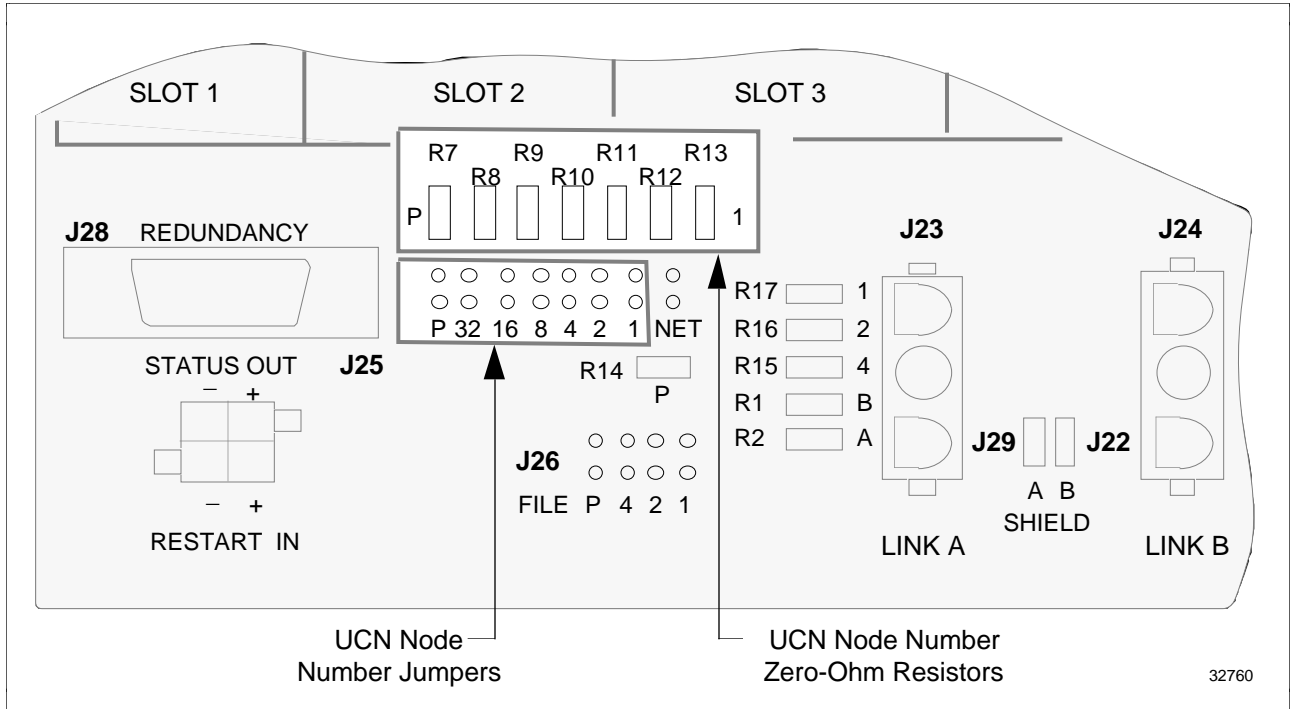 SLOT 1 SLOT 2 SLOT 3
R7 R9 R11 R13
R8 R10 R12
P 1
J28 REDUNDANCY
J23 J24
P 32 16 8 4 2 1 NET
R17 1
R16 2
R15 4
R1 B
R2 A
STATUS OUT J25
– +
R14
P
J26
FILE P 4 2 1
– +
RESTART IN
J29 J22
A B
SHIELD
LINK A LINK B
UCN Node
Number Jumpers
UCN Node Number
Zero-Ohm Resistors
32760